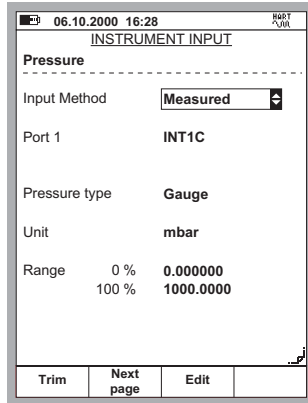 06.10.2000 16:28 HART
INSTRUMENT INPUT
Pressure
Input Method Measured
Port 1 INT1C
Pressure type Gauge
Unit mbar
Range 0 % 0.000000
100 % 1000.0000
Trim Next page Edit